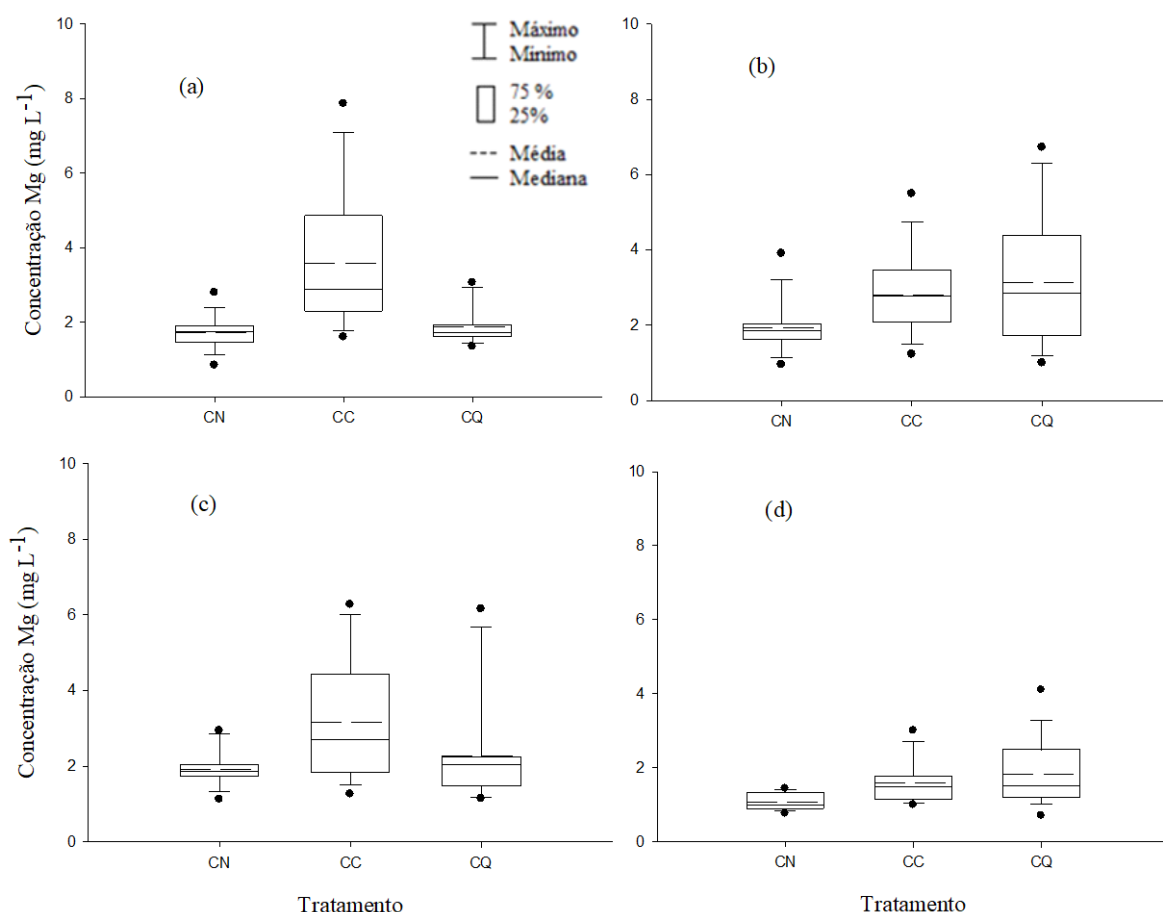 Concentração Mg (mg L-1)
10
8
6
4
2
0
(a)
Máximo
Mínimo
75 %
25%
Média
Mediana
CN
CC
CQ
10
8
6
4
2
0
(b)
CN
CC
CQ
Concentração Mg (mg L-1)
10
8
6
4
2
0
(c)
CN
CC
CQ
Tratamento
10
8
6
4
2
0
(d)
CN
CC
CQ
Tratamento